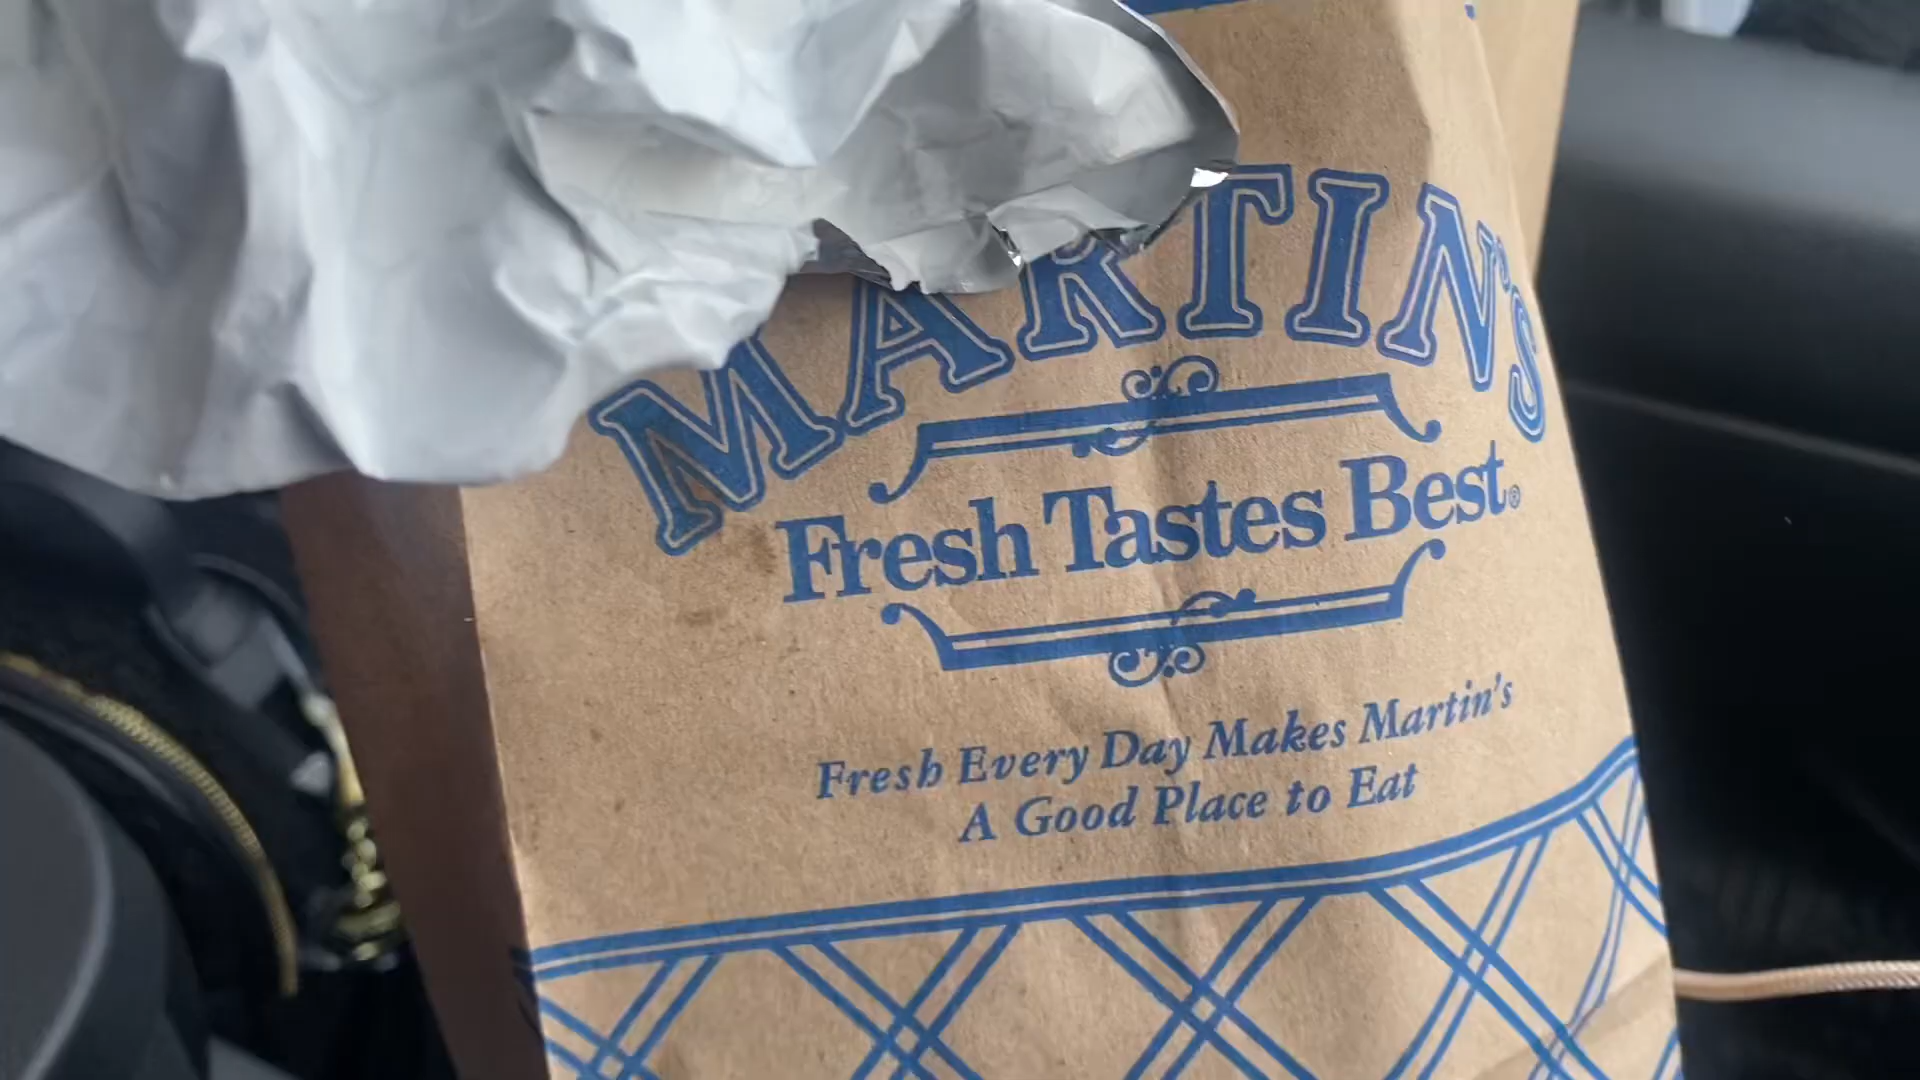 MARTIN'S
Fresh Tastes Best®
Fresh Every Day Makes Martin's
A Good Place to Eat